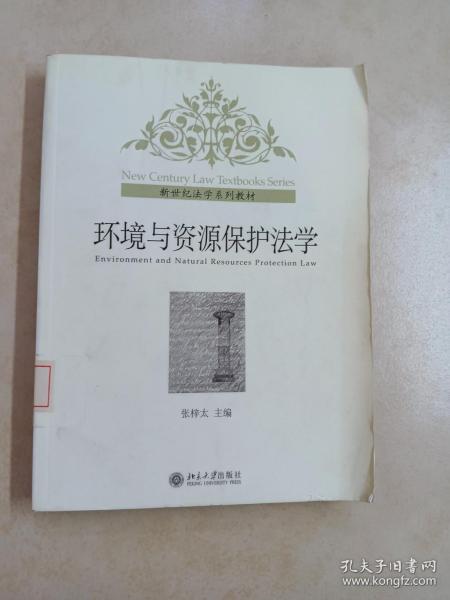 New Century Law Textbooks Series
新世纪法学系列教材
环境与资源保护法学
Environment and Natural Resources Protection Law
张梓太 主编
北京大学出版社
PEKING UNIVERSITY PRESS
孔夫子旧书网
www.kongfz.com